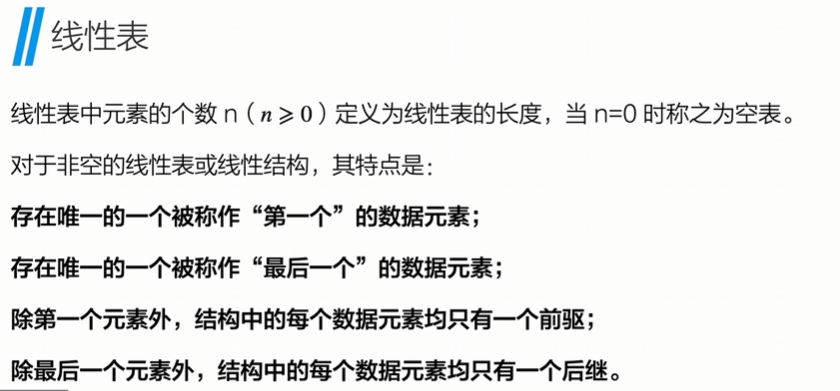 线性表
线性表中元素的个数 n（n ⩾ 0）定义为线性表的长度，当 n=0 时称之为空表。
对于非空的线性表或线性结构，其特点是：
存在唯一的一个被称作“第一个”的数据元素；
存在唯一的一个被称作“最后一个”的数据元素；
除第一个元素外，结构中的每个数据元素均只有一个前驱；
除最后一个元素外，结构中的每个数据元素均只有一个后继。